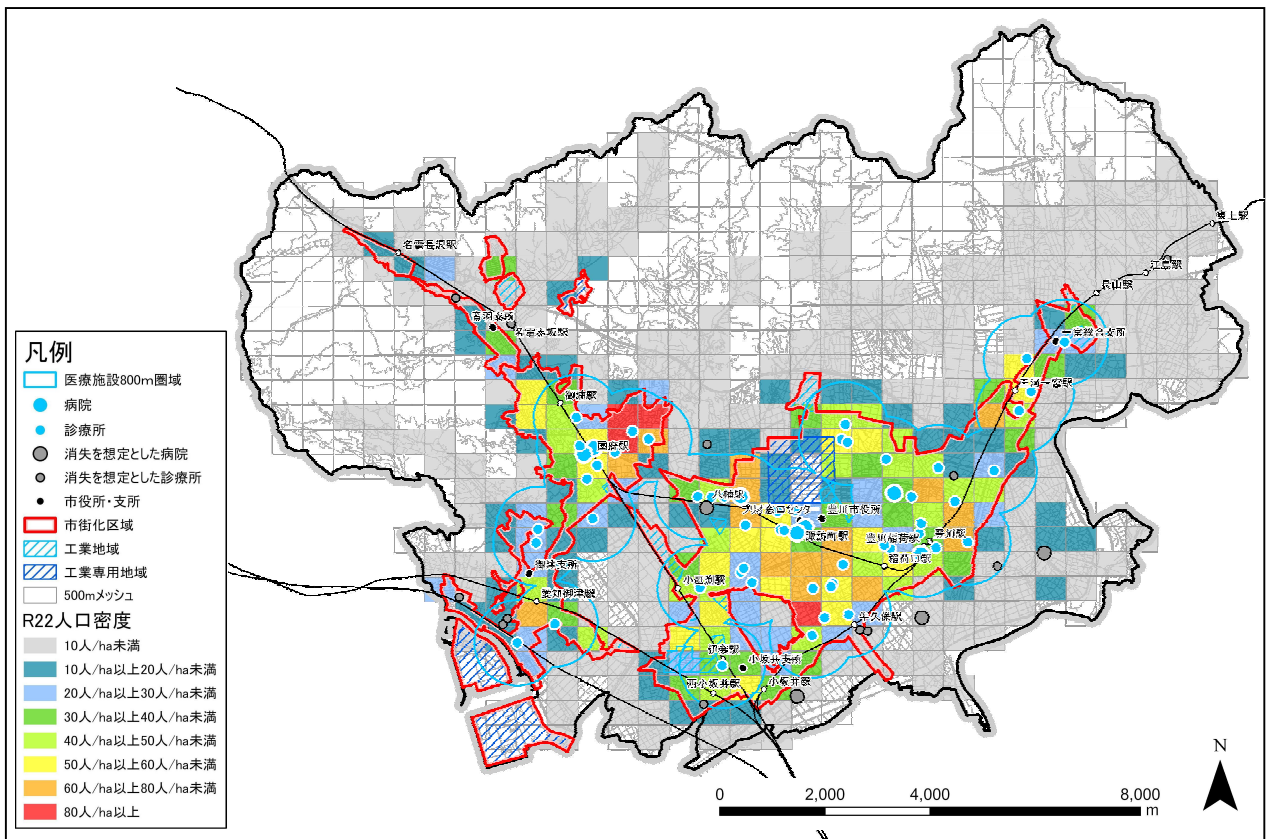 凡例
医療施設800m圏域
病院
診療所
消失を想定とした病院
消失を想定とした診療所
市役所・支所
市街化区域
工業地域
工業専用地域
500mメッシュ
R22人口密度
10人/ha未満
10人/ha以上20人/ha未満
20人/ha以上30人/ha未満
30人/ha以上40人/ha未満
40人/ha以上50人/ha未満
50人/ha以上60人/ha未満
60人/ha以上80人/ha未満
80人/ha以上
名電長沢駅
音羽支所
名電赤坂駅
御油駅
国府駅
八幡駅
豊川市役所
諏訪町駅
豊川稲荷駅
豊川駅
稲荷口駅
牛久保駅
小田渕駅
伊奈駅
小坂井支所
西小坂井駅
小坂井駅
御津支所
愛知御津駅
東上駅
江島駅
長山駅
一宮総合支所
三河一宮駅
N
0 2,000 4,000 8,000
m